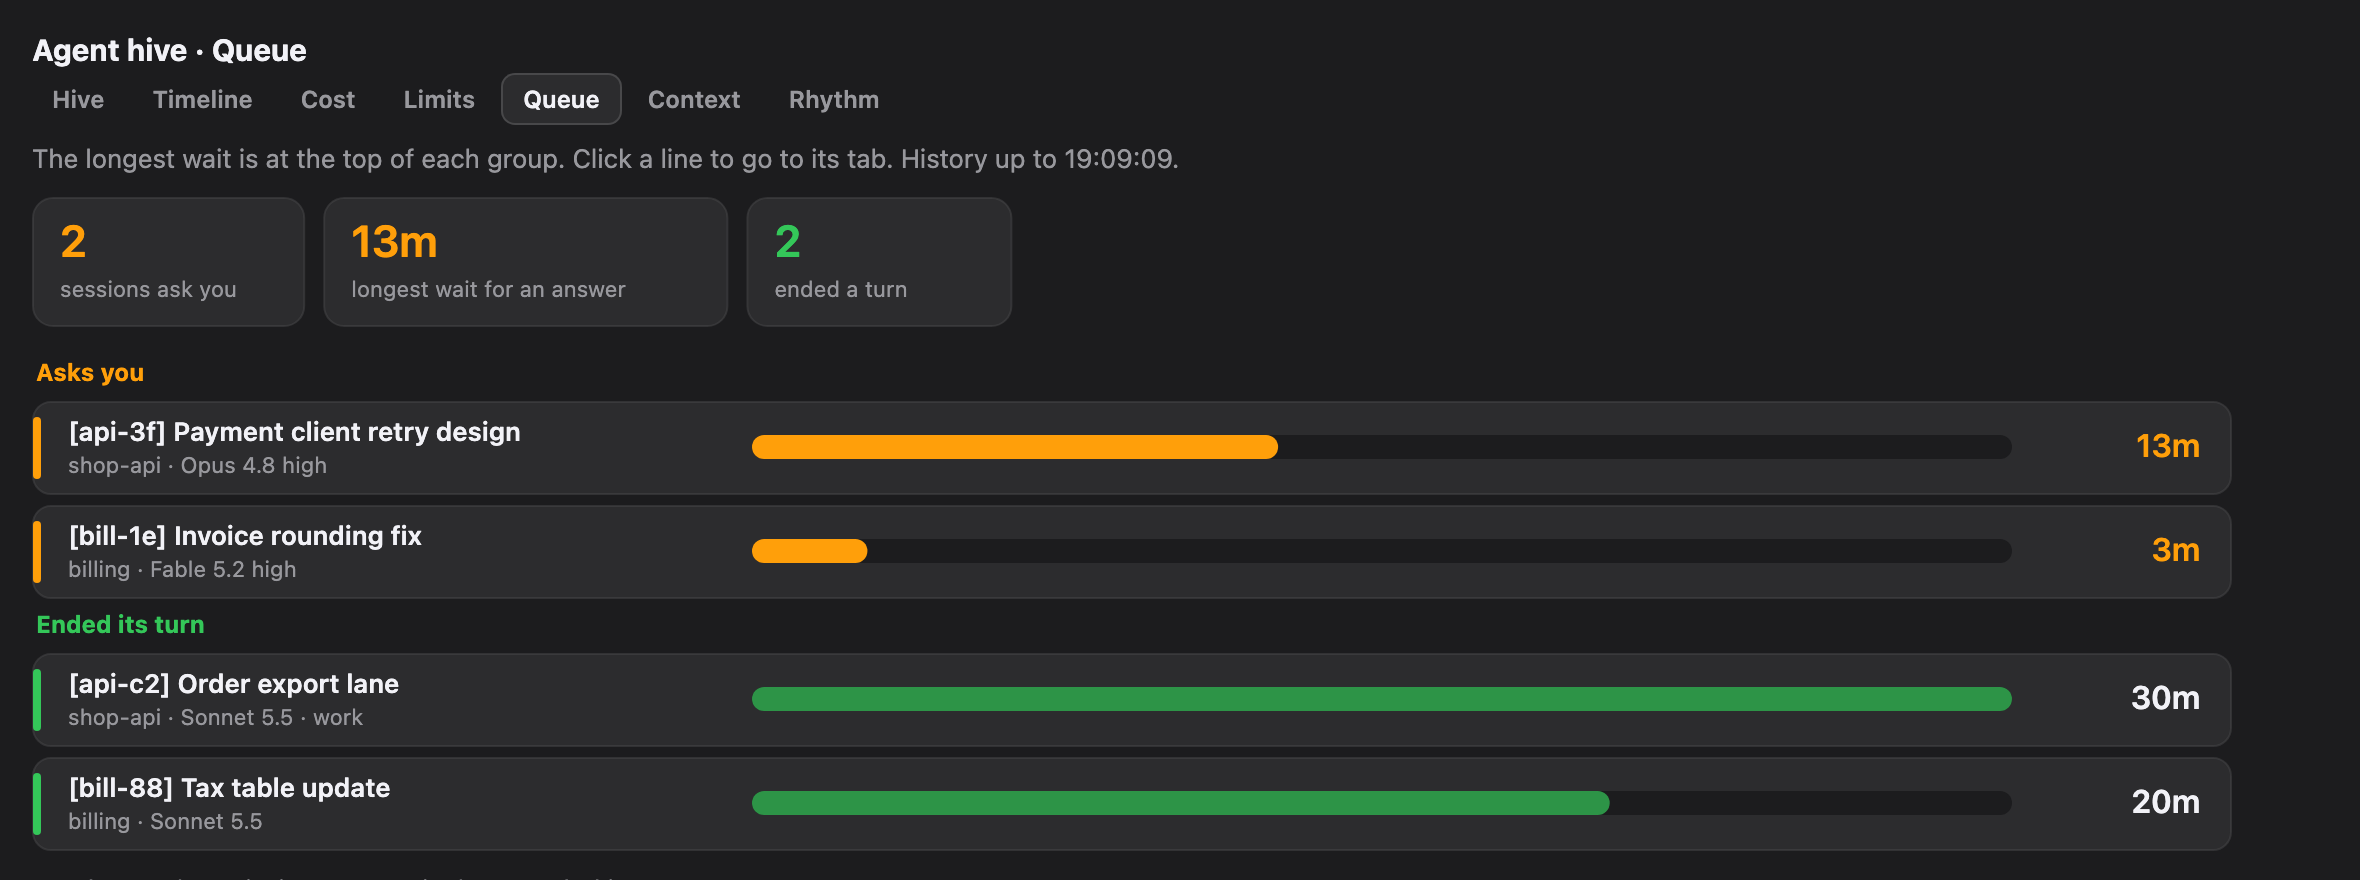 Agent hive · Queue
Hive Timeline Cost Limits Queue Context Rhythm
The longest wait is at the top of each group. Click a line to go to its tab. History up to 19:09:09.
2
sessions ask you
13m
longest wait for an answer
2
ended a turn
Asks you
[api-3f] Payment client retry design
shop-api · Opus 4.8 high
13m
[bill-1e] Invoice rounding fix
billing · Fable 5.2 high
3m
Ended its turn
[api-c2] Order export lane
shop-api · Sonnet 5.5 · work
30m
[bill-88] Tax table update
billing · Sonnet 5.5
20m